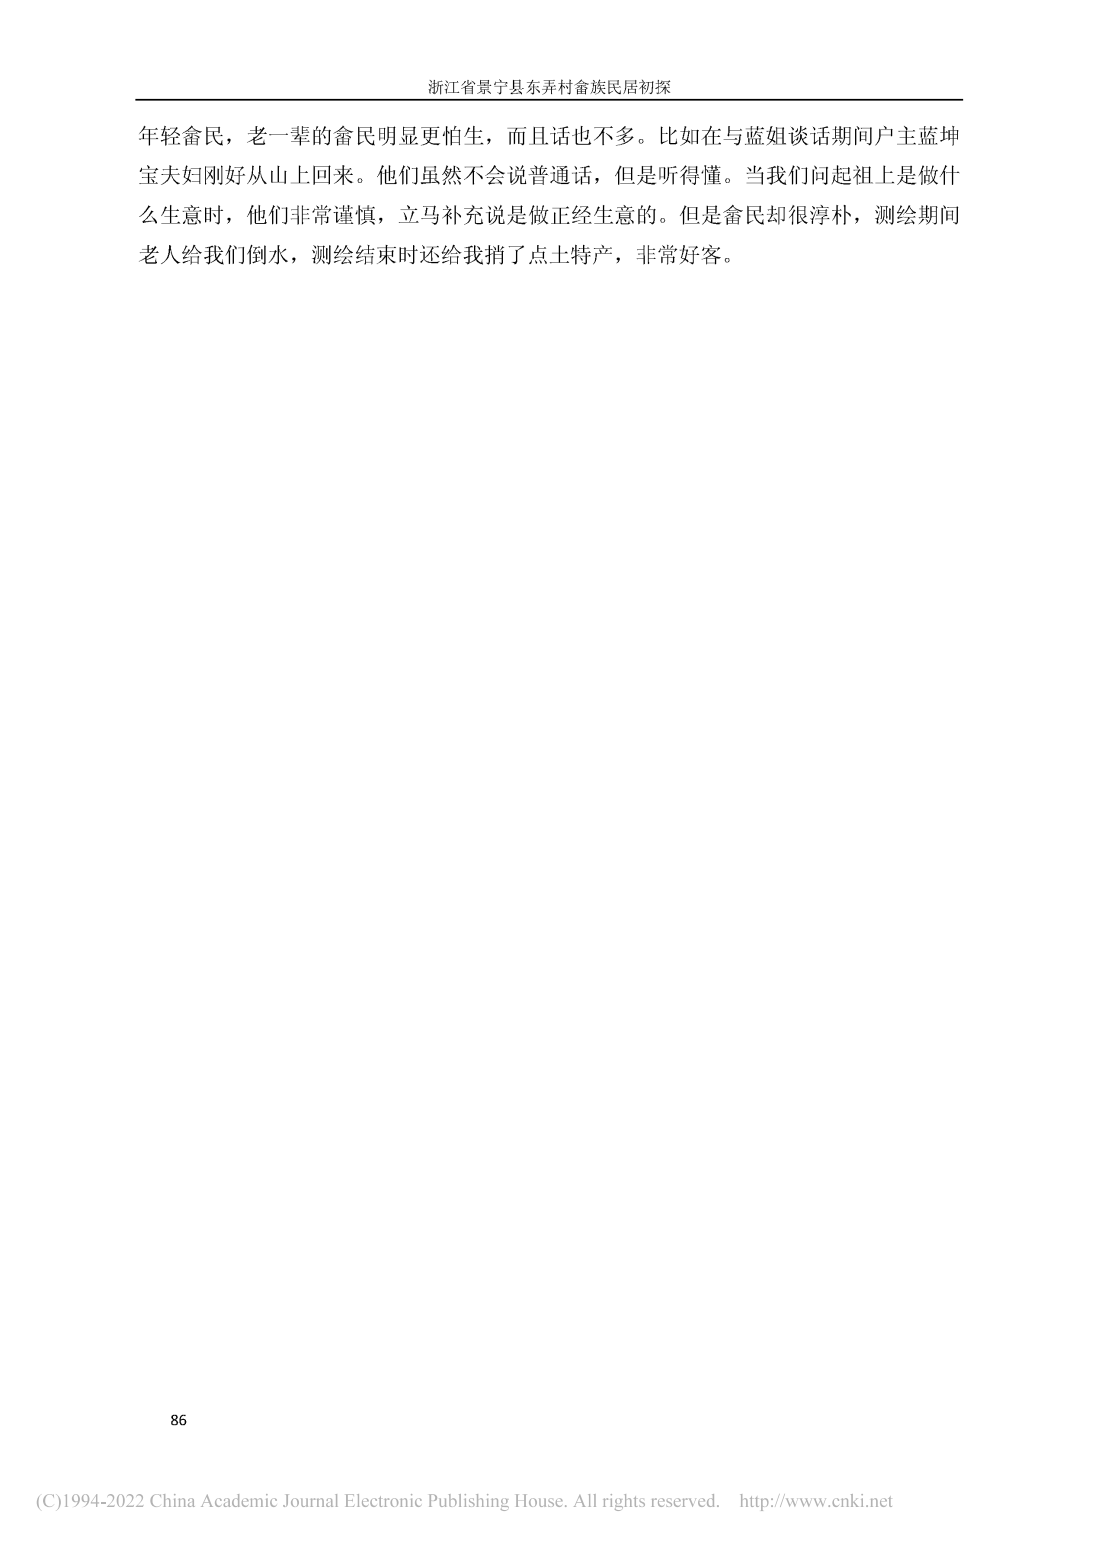 浙江省景宁县东弄村畲族民居初探
年轻畲民，老一辈的畲民明显更怕生，而且话也不多。比如在与蓝姐谈话期间户主蓝坤
宝夫妇刚好从山上回来。他们虽然不会说普通话，但是听得懂。当我们问起祖上是做什
么生意时，他们非常谨慎，立马补充说是做正经生意的。但是畲民却很淳朴，测绘期间
老人给我们倒水，测绘结束时还给我捎了点土特产，非常好客。
86
(C)1994-2022 China Academic Journal Electronic Publishing House. All rights reserved. http://www.cnki.net